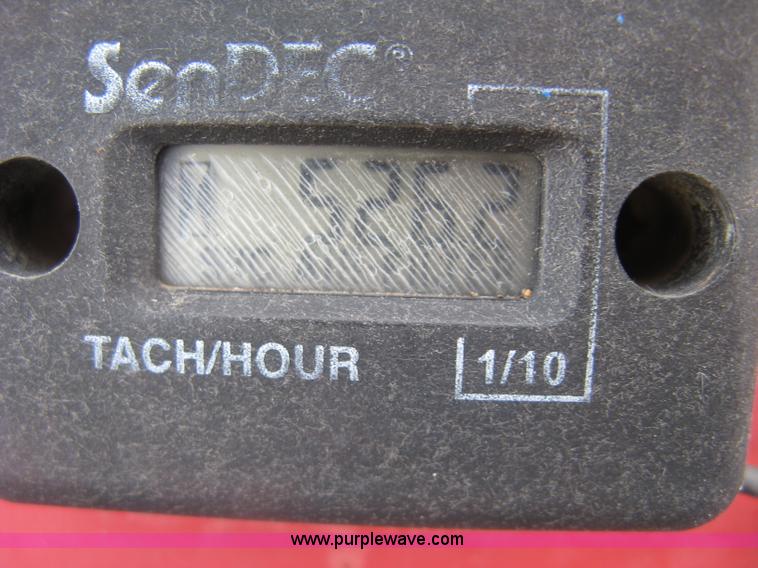 SenDEC®
5262
TACH/HOUR 1/10
www.purplewave.com